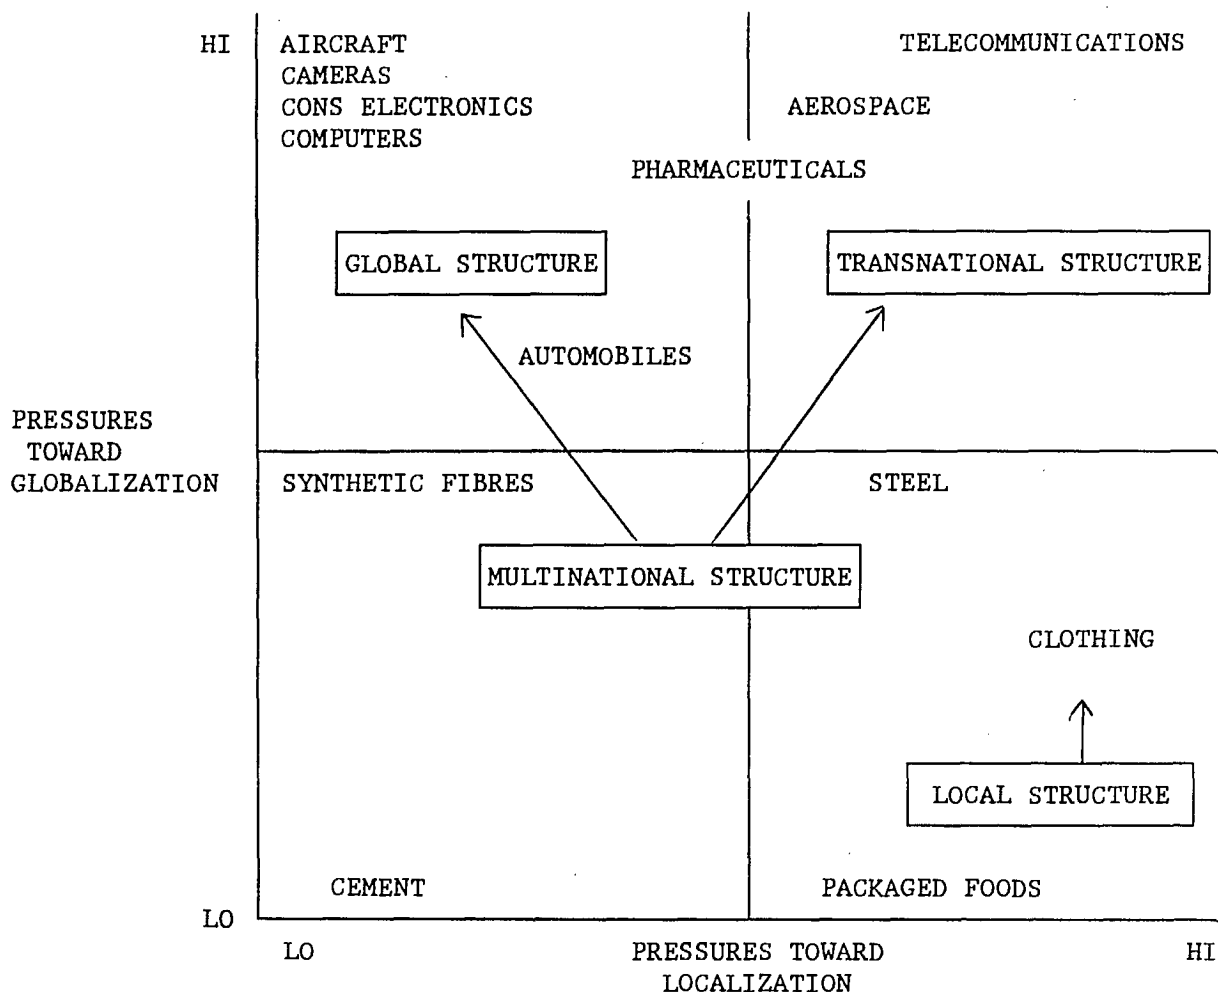 HI
AIRCRAFT
TELECOMMUNICATIONS
CAMERAS
CONS ELECTRONICS
AEROSPACE
COMPUTERS
PHARMACEUTICALS
GLOBAL STRUCTURE
TRANSNATIONAL STRUCTURE
AUTOMOBILES
PRESSURES
TOWARD
GLOBALIZATION
SYNTHETIC FIBRES
STEEL
MULTINATIONAL STRUCTURE
CLOTHING
LOCAL STRUCTURE
CEMENT
PACKAGED FOODS
LO
LO
PRESSURES TOWARD
LOCALIZATION
HI